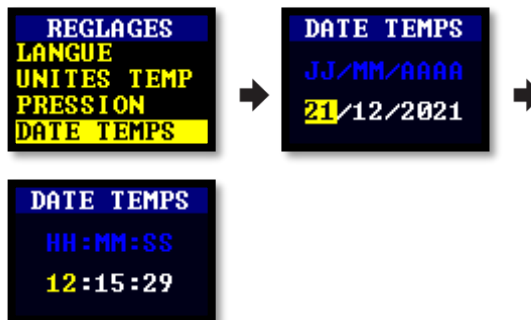 REGLAGES
LANGUE
UNITES TEMP
PRESSION
DATE TEMPS
DATE TEMPS
JJ/MM/AAAA
21/12/2021
DATE TEMPS
HH:MM:SS
12:15:29